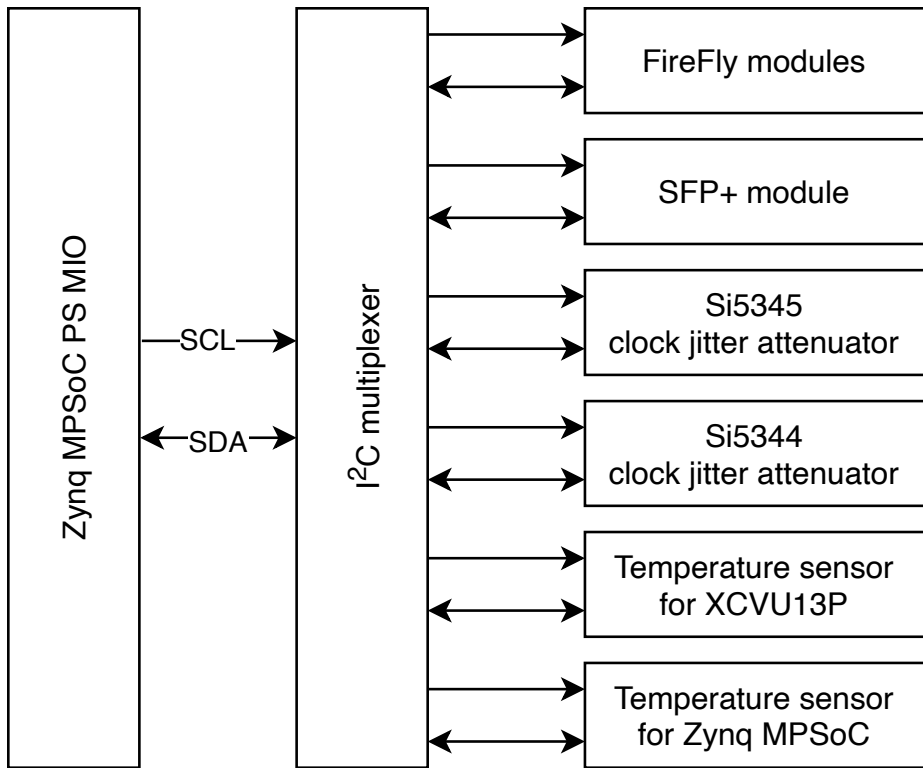 Zynq MPSoC PS MIO
SCL
SDA
I²C multiplexer
FireFly modules
SFP+ module
Si5345
clock jitter attenuator
Si5344
clock jitter attenuator
Temperature sensor
for XCVU13P
Temperature sensor
for Zynq MPSoC